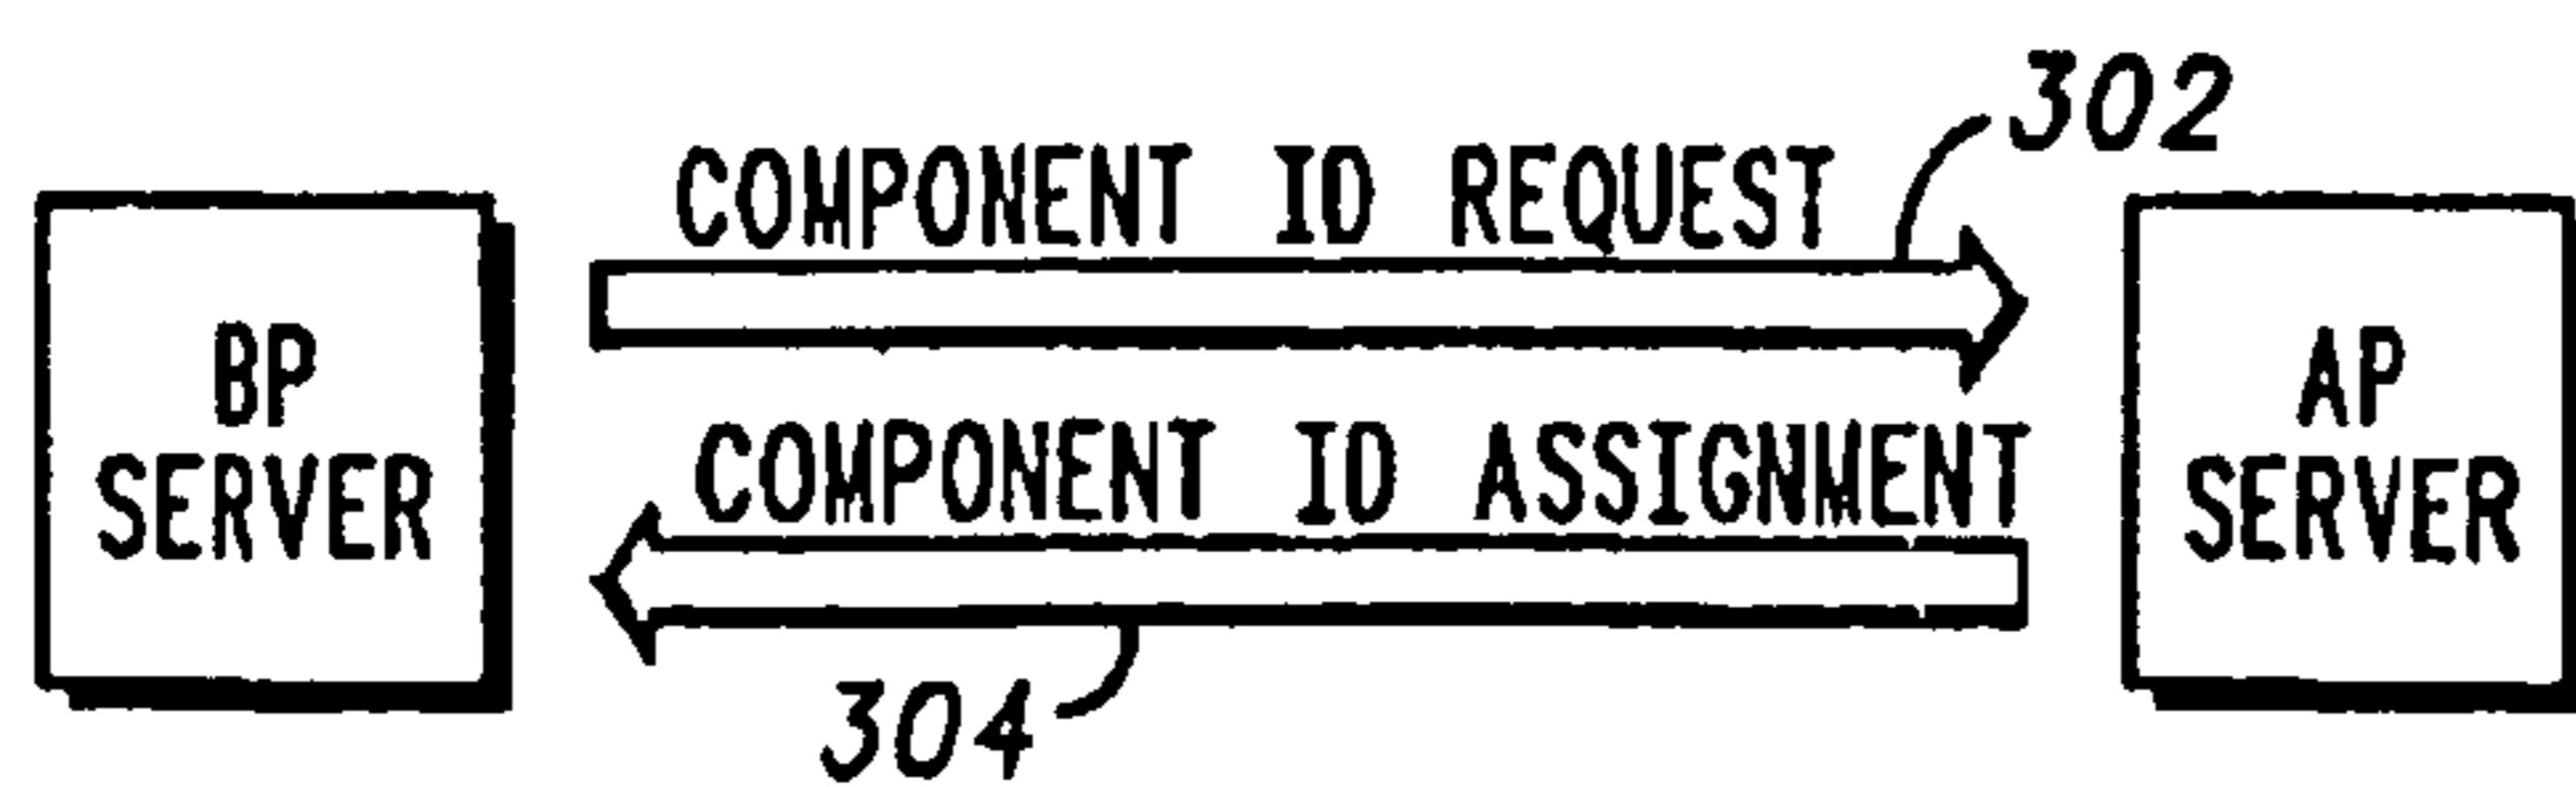 302
COMPONENT ID REQUEST
BP
SERVER
AP
SERVER
COMPONENT ID ASSIGNMENT
304